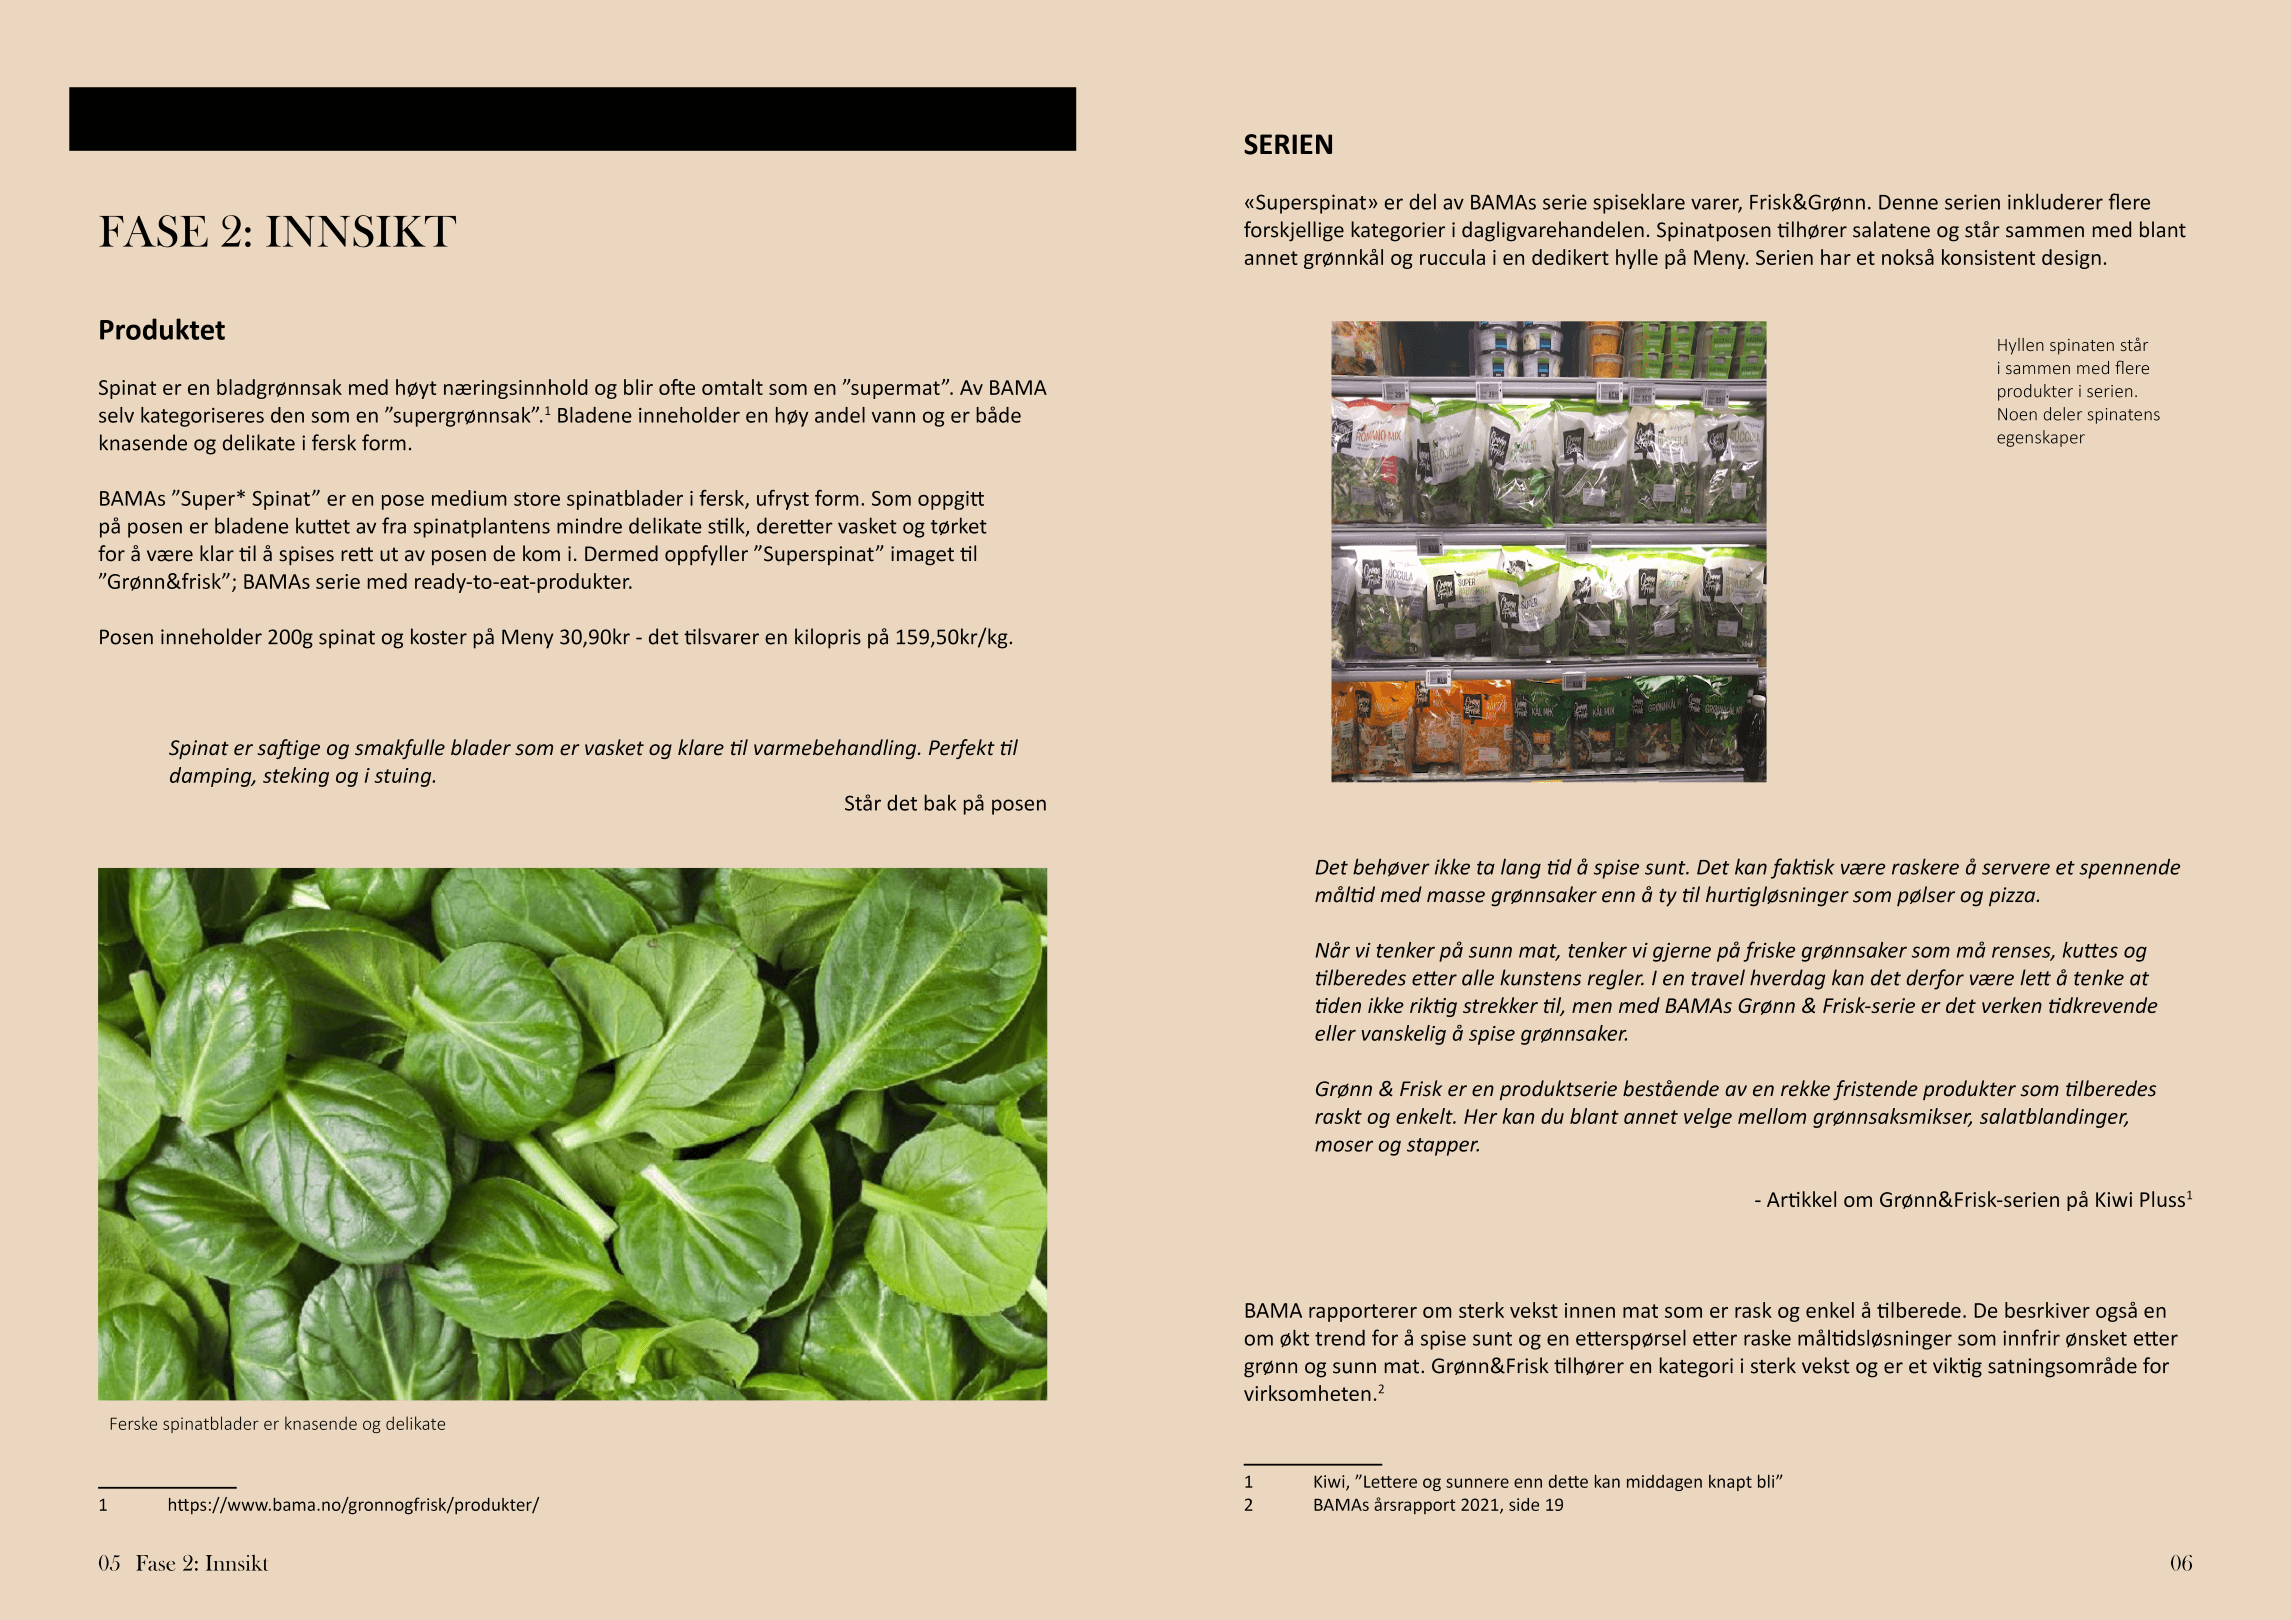 FASE 2: INNSIKT
Produktet
Spinat er en bladgrønnsak med høyt næringsinnhold og blir ofte omtalt som en ”supermat”. Av BAMA
selv kategoriseres den som en ”supergrønnsak”.1 Bladene inneholder en høy andel vann og er både
knasende og delikate i fersk form.
BAMAs ”Super* Spinat” er en pose medium store spinatblader i fersk, ufryst form. Som oppgitt
på posen er bladene kuttet av fra spinatplantens mindre delikate stilk, deretter vasket og tørket
for å være klar til å spises rett ut av posen de kom i. Dermed oppfyller ”Superspinat” imaget til
”Grønn&frisk”; BAMAs serie med ready-to-eat-produkter.
Posen inneholder 200g spinat og koster på Meny 30,90kr - det tilsvarer en kilopris på 159,50kr/kg.
Spinat er saftige og smakfulle blader som er vasket og klare til varmebehandling. Perfekt til
damping, steking og i stuing.
Står det bak på posen
Ferske spinatblader er knasende og delikate
1 https://www.bama.no/gronnogfrisk/produkter/
05 Fase 2: Innsikt
SERIEN
«Superspinat» er del av BAMAs serie spiseklare varer, Frisk&Grønn. Denne serien inkluderer flere
forskjellige kategorier i dagligvarehandelen. Spinatposen tilhører salatene og står sammen med blant
annet grønnkål og ruccula i en dedikert hylle på Meny. Serien har et nokså konsistent design.
ROMANO MIX
RUCCULA
RUCCULA
SUPER
SUPER
KÅL MIX
KÅL MIX
GRØNNKÅL
Hyllen spinaten står
i sammen med flere
produkter i serien.
Noen deler spinatens
egenskaper
Det behøver ikke ta lang tid å spise sunt. Det kan faktisk være raskere å servere et spennende
måltid med masse grønnsaker enn å ty til hurtigløsninger som pølser og pizza.
Når vi tenker på sunn mat, tenker vi gjerne på friske grønnsaker som må renses, kuttes og
tilberedes etter alle kunstens regler. I en travel hverdag kan det derfor være lett å tenke at
tiden ikke riktig strekker til, men med BAMAs Grønn & Frisk-serie er det verken tidkrevende
eller vanskelig å spise grønnsaker.
Grønn & Frisk er en produktserie bestående av en rekke fristende produkter som tilberedes
raskt og enkelt. Her kan du blant annet velge mellom grønnsaksmikser, salatblandinger,
moser og stapper.
- Artikkel om Grønn&Frisk-serien på Kiwi Pluss1
BAMA rapporterer om sterk vekst innen mat som er rask og enkel å tilberede. De besrkiver også en
om økt trend for å spise sunt og en etterspørsel etter raske måltidsløsninger som innfrir ønsket etter
grønn og sunn mat. Grønn&Frisk tilhører en kategori i sterk vekst og er et viktig satningsområde for
virksomheten.2
1 Kiwi, ”Lettere og sunnere enn dette kan middagen knapt bli”
2 BAMAs årsrapport 2021, side 19
06